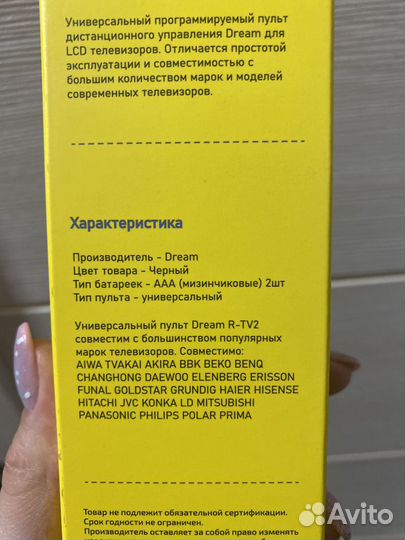 Универсальный программируемый пульт
дистанционного управления Dream для
LCD телевизоров. Отличается простотой
эксплуатации и совместимостью с
большим количеством марок и моделей
современных телевизоров.
Характеристика
Производитель - Dream
Цвет товара - Черный
Тип батареек - ААА (мизинчиковые) 2шт
Тип пульта - универсальный
Универсальный пульт Dream R-TV2
совместим с большинством популярных
марок телевизоров. Совместимо:
AIWA TVAKAI AKIRA BBK BEKO BENQ
CHANGHONG DAEWOO ELENBERG ERISSON
FUNAL GOLDSTAR GRUNDIG HAIER HISENSE
HITACHI JVC KONKA LD MITSUBISHI
PANASONIC PHILIPS POLAR PRIMA
Товар не подлежит обязательной сертификации.
Срок годности не ограничен.
Производитель оставляет за собой право изменять
Avito